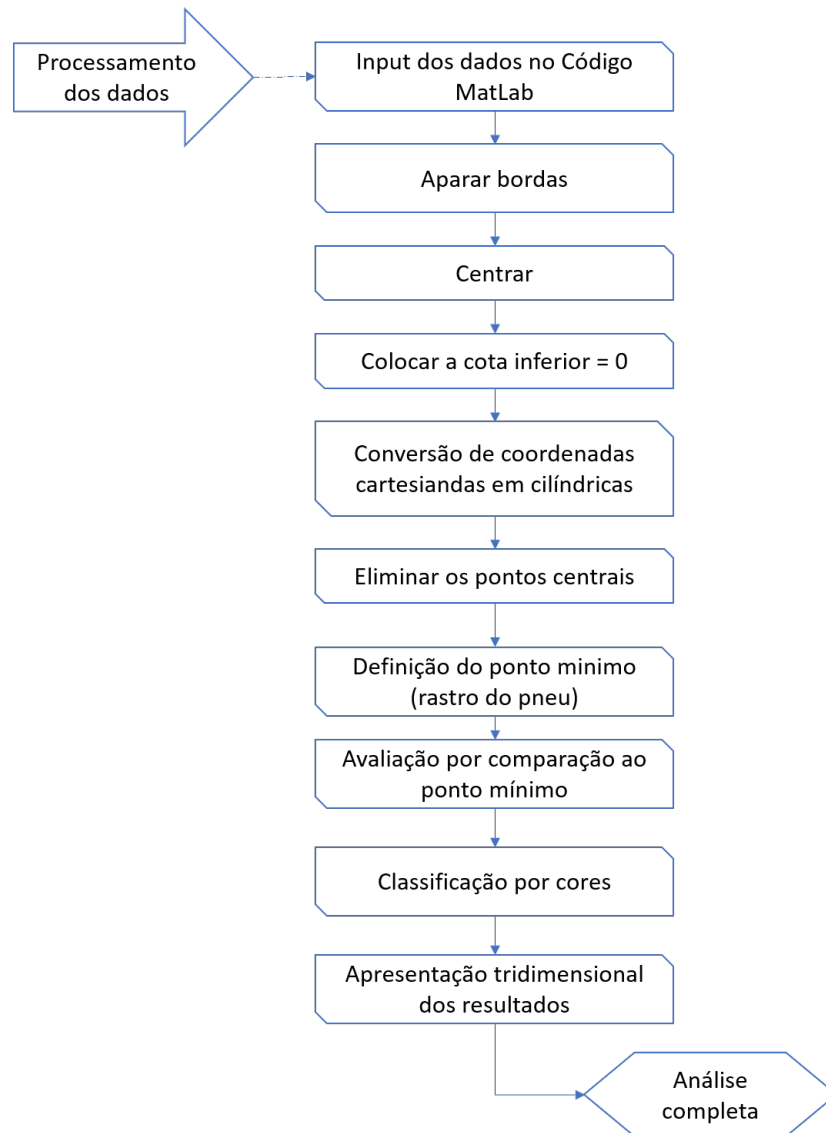 Processamento
dos dados
Input dos dados no Código
MatLab
Aparar bordas
Centrar
Colocar a cota inferior = 0
Conversão de coordenadas
cartesiandas em cilíndricas
Eliminar os pontos centrais
Definição do ponto minimo
(rastro do pneu)
Avaliação por comparação ao
ponto mínimo
Classificação por cores
Apresentação tridimensional
dos resultados
Análise
completa